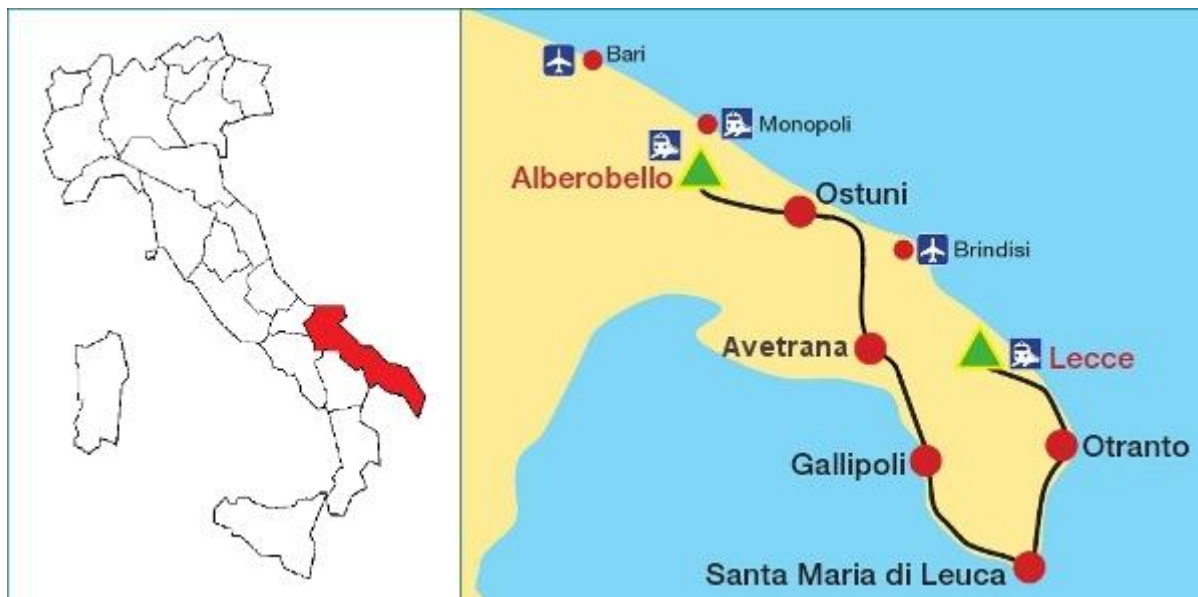 Bari
Monopoli
Alberobello
Ostuni
Brindisi
Avetrana
Lecce
Otranto
Gallipoli
Santa Maria di Leuca